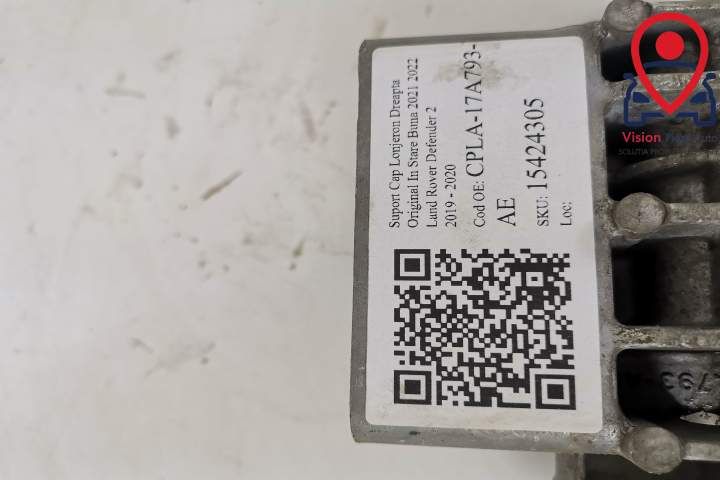 Suport Cap Lonjeron Dreapta
Original In Stare Buna 2021 2022
Land Rover Defender 2
2019 - 2020
Cod OE: CPLA-17A793-
AE
SKU: 15424305
Loc:
Vision
793